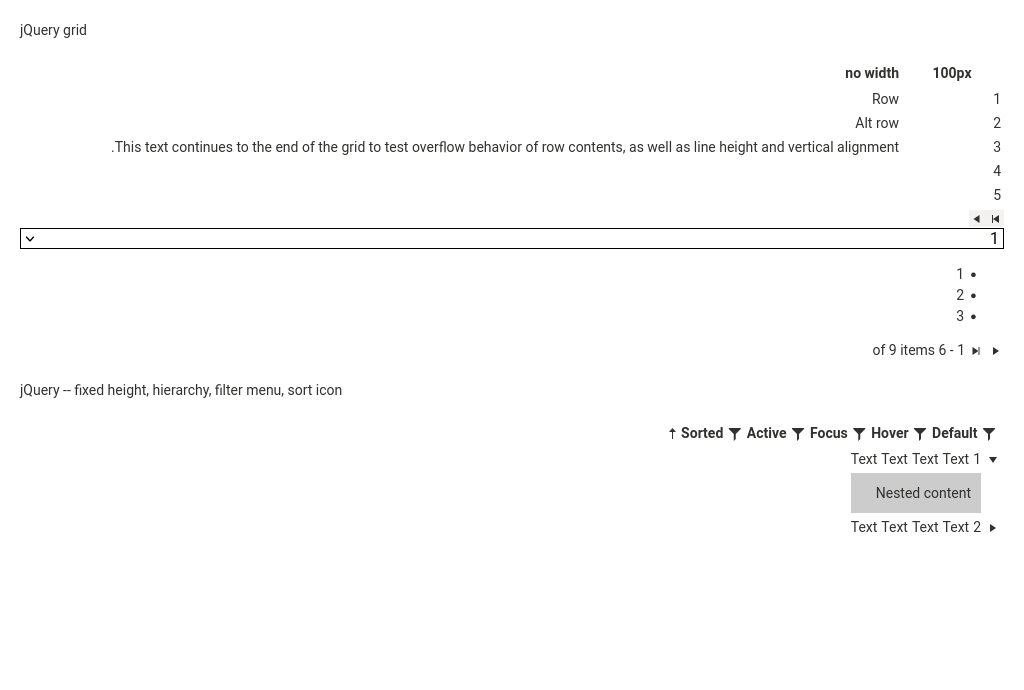 jQuery grid
no width 100px
Row 1
Alt row 2
.This text continues to the end of the grid to test overflow behavior of row contents, as well as line height and vertical alignment 3
4
5
1
1 •
2 •
3 •
of 9 items 6 - 1
jQuery -- fixed height, hierarchy, filter menu, sort icon
Sorted Active Focus Hover Default
Text Text Text Text 1
Nested content
Text Text Text Text 2